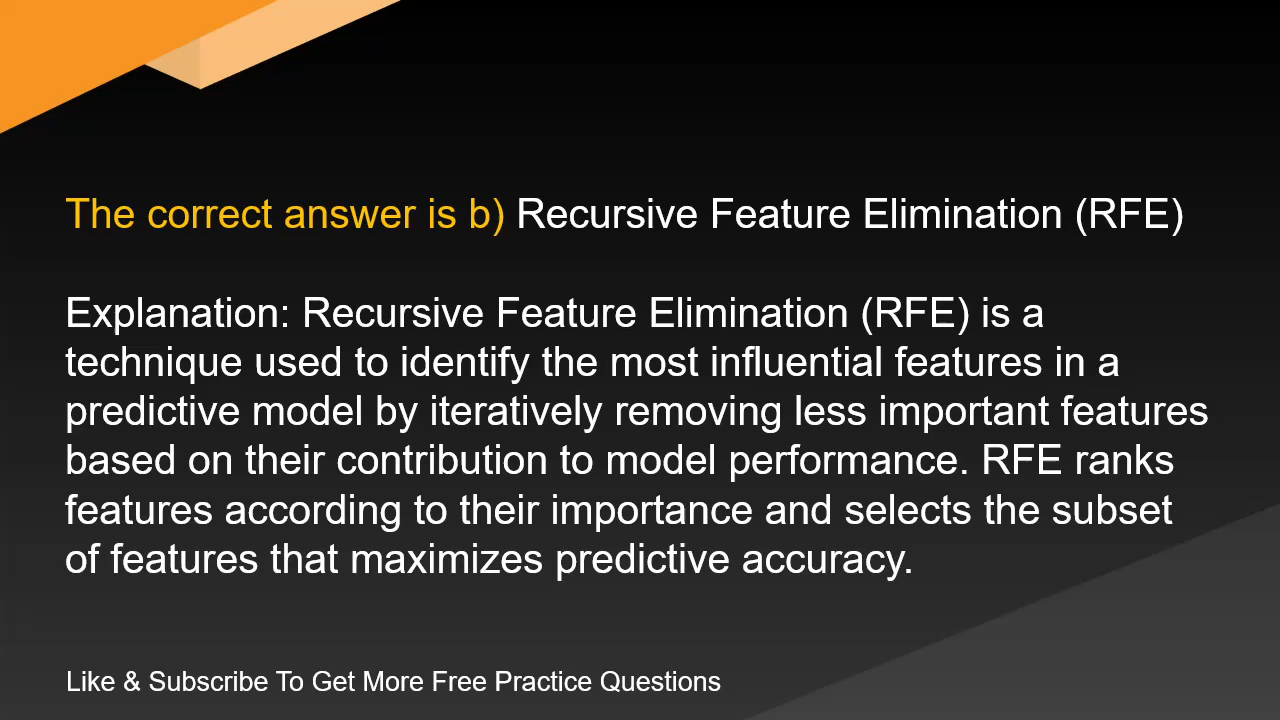 The correct answer is b) Recursive Feature Elimination (RFE)
Explanation: Recursive Feature Elimination (RFE) is a
technique used to identify the most influential features in a
predictive model by iteratively removing less important features
based on their contribution to model performance. RFE ranks
features according to their importance and selects the subset
of features that maximizes predictive accuracy.
Like & Subscribe To Get More Free Practice Questions